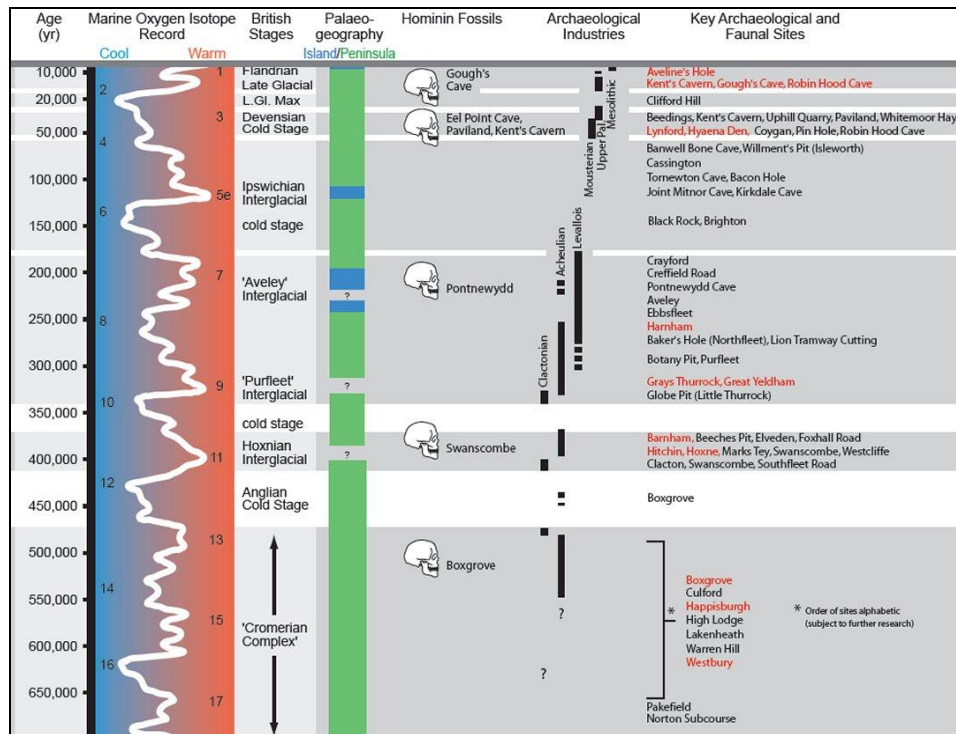 Age (yr)
Marine Oxygen Isotope Record
Cool
Warm
British Stages
Palaeo-geography
Island/Peninsula
Hominin Fossils
Archaeological Industries
Key Archaeological and Faunal Sites
10,000
20,000
50,000
100,000
150,000
200,000
250,000
300,000
350,000
400,000
450,000
500,000
550,000
600,000
650,000
1
2
3
4
5e
6
7
8
9
10
11
12
13
14
15
16
17
Flandrian
Late Glacial
L.Gl. Max
Devensian
Cold Stage
Ipswichian
Interglacial
cold stage
'Aveley'
Interglacial
'Purfleet'
Interglacial
cold stage
Hoxnian
Interglacial
Anglian
Cold Stage
'Cromerian
Complex'
?
?
?
Gough's
Cave
Eel Point Cave,
Paviland, Kent's Cavern
Pontnewydd
Swanscombe
Boxgrove
Clactonian
Acheulian
Levallois
Mousterian
Upper Pal.
Mesolithic
?
?
Aveline's Hole
Kent's Cavern, Gough's Cave, Robin Hood Cave
Clifford Hill
Beedings, Kent's Cavern, Uphill Quarry, Paviland, Whitemoor Hay
Lynford, Hyaena Den, Coygan, Pin Hole, Robin Hood Cave
Banwell Bone Cave, Willment's Pit (Isleworth)
Cassington
Tornewton Cave, Bacon Hole
Joint Mitnor Cave, Kirkdale Cave
Black Rock, Brighton
Crayford
Creffield Road
Pontnewydd Cave
Aveley
Ebbsfleet
Harnham
Baker's Hole (Northfleet), Lion Tramway Cutting
Botany Pit, Purfleet
Grays Thurrock, Great Yeldham
Globe Pit (Little Thurrock)
Barnham, Beeches Pit, Elveden, Foxhall Road
Hitchin, Hoxne, Marks Tey, Swanscombe, Westcliffe
Clacton, Swanscombe, Southfleet Road
Boxgrove
Boxgrove
Culford
Happisburgh
High Lodge
Lakenheath
Warren Hill
Westbury
*
* Order of sites alphabetic
(subject to further research)
Pakefield
Norton Subcourse